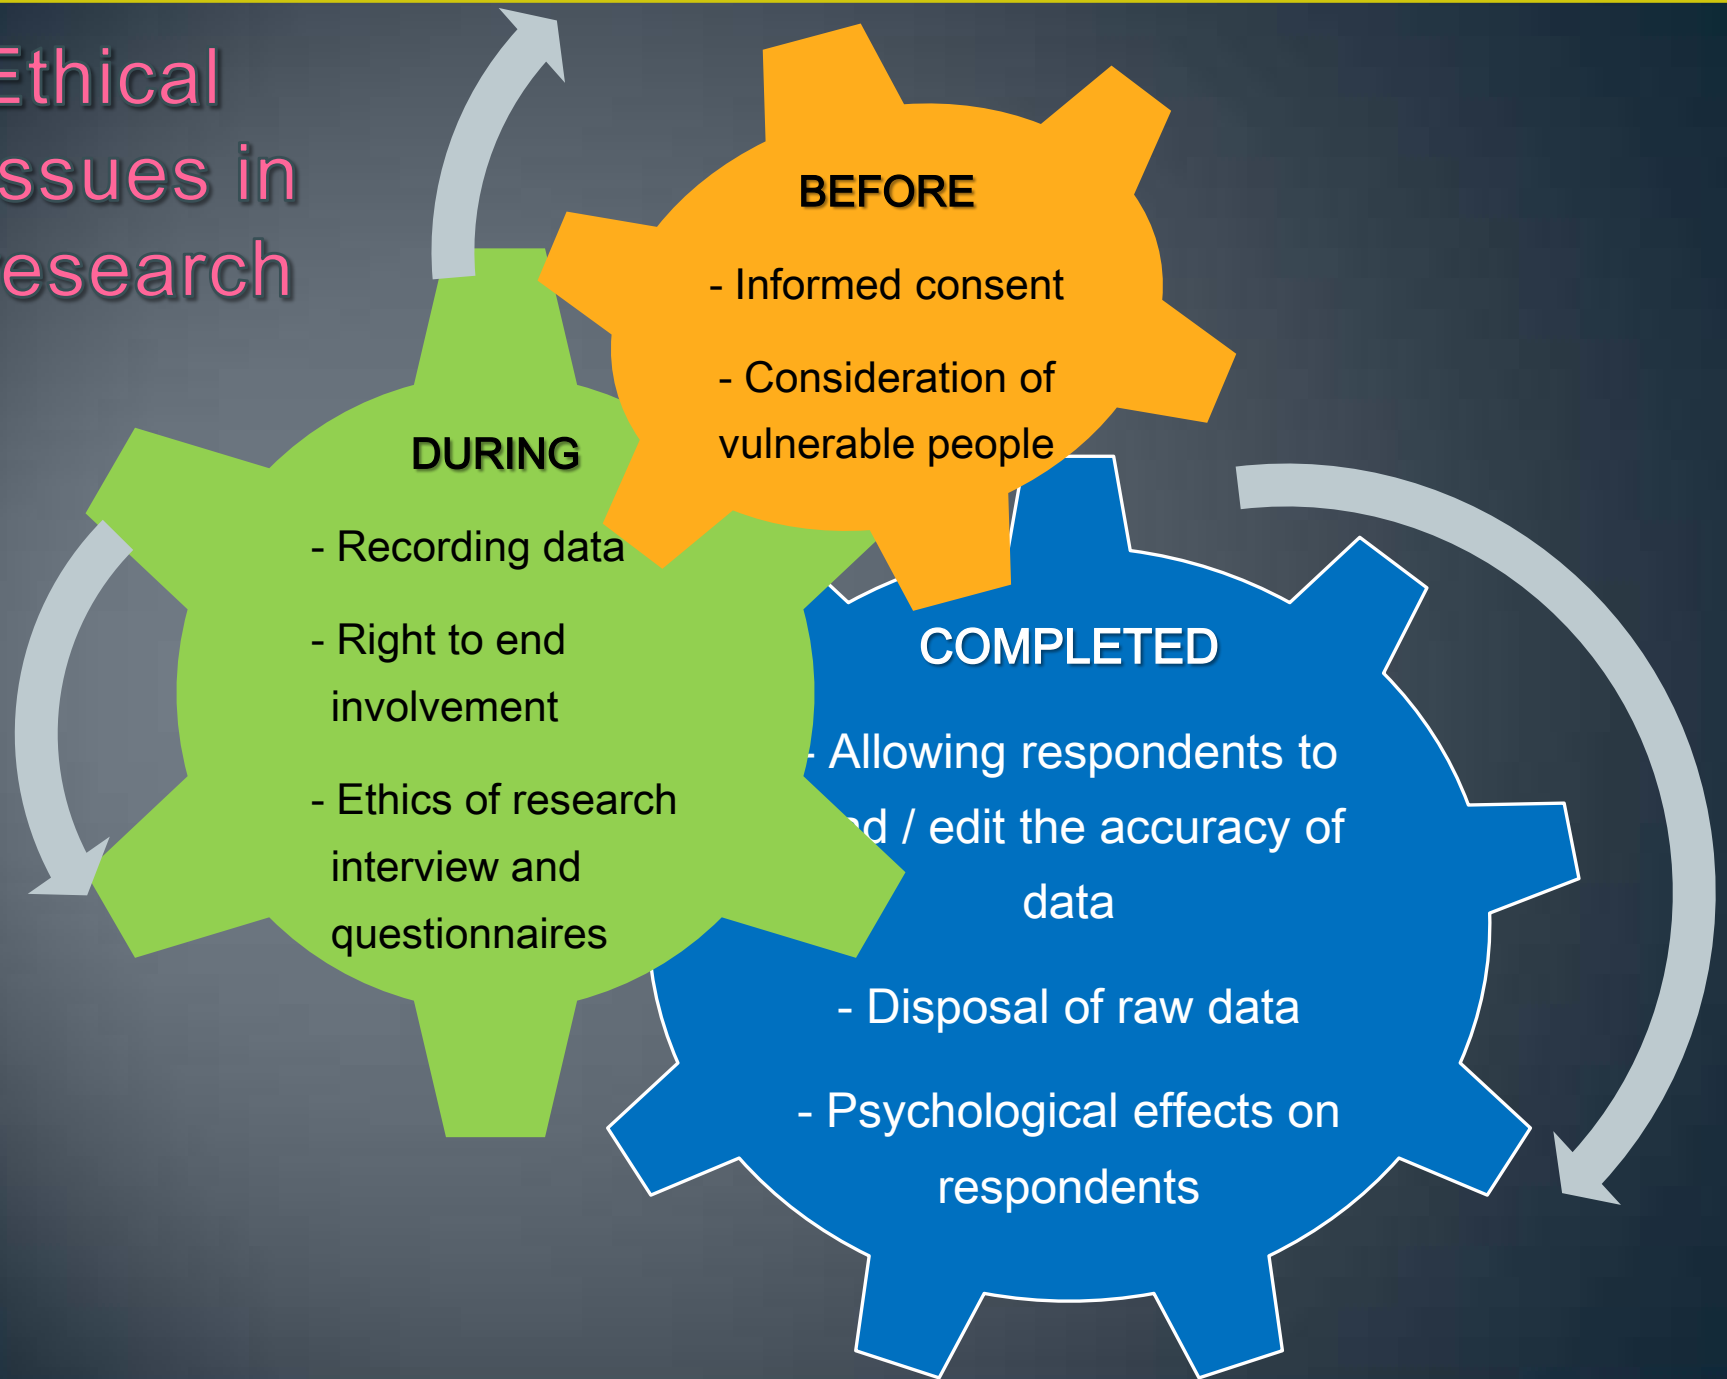 Ethical
issues in
research
BEFORE
- Informed consent
- Consideration of
vulnerable people
DURING
- Recording data
- Right to end
involvement
- Ethics of research
interview and
questionnaires
COMPLETED
- Allowing respondents to
/ edit the accuracy of
data
- Disposal of raw data
- Psychological effects on
respondents